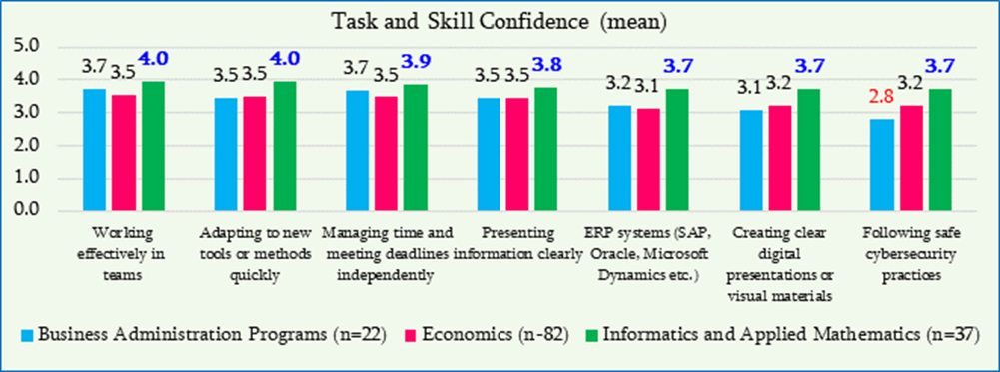 Task and Skill Confidence (mean)
5.0
4.0
3.0
2.0
1.0
0.0
3.7 3.5 4.0
3.5 3.5 4.0
3.7 3.5 3.9
3.5 3.5 3.8
3.2 3.1 3.7
3.1 3.2 3.7
2.8 3.2 3.7
Working
effectively in
teams
Adapting to new
tools or methods
quickly
Managing time and
meeting deadlines
independently
Presenting
information clearly
ERP systems (SAP,
Oracle, Microsoft
Dynamics etc.)
Creating clear
digital
presentations or
visual materials
Following safe
cybersecurity
practices
Business Administration Programs (n=22) Economics (n-82) Informatics and Applied Mathematics (n=37)